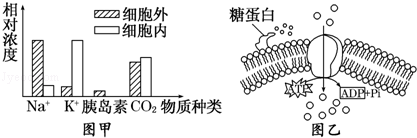 相对浓度
细胞外
细胞内
Na⁺ K⁺ 胰岛素 CO₂ 物质种类
图甲
糖蛋白
ATP
ADP+Pi
图乙